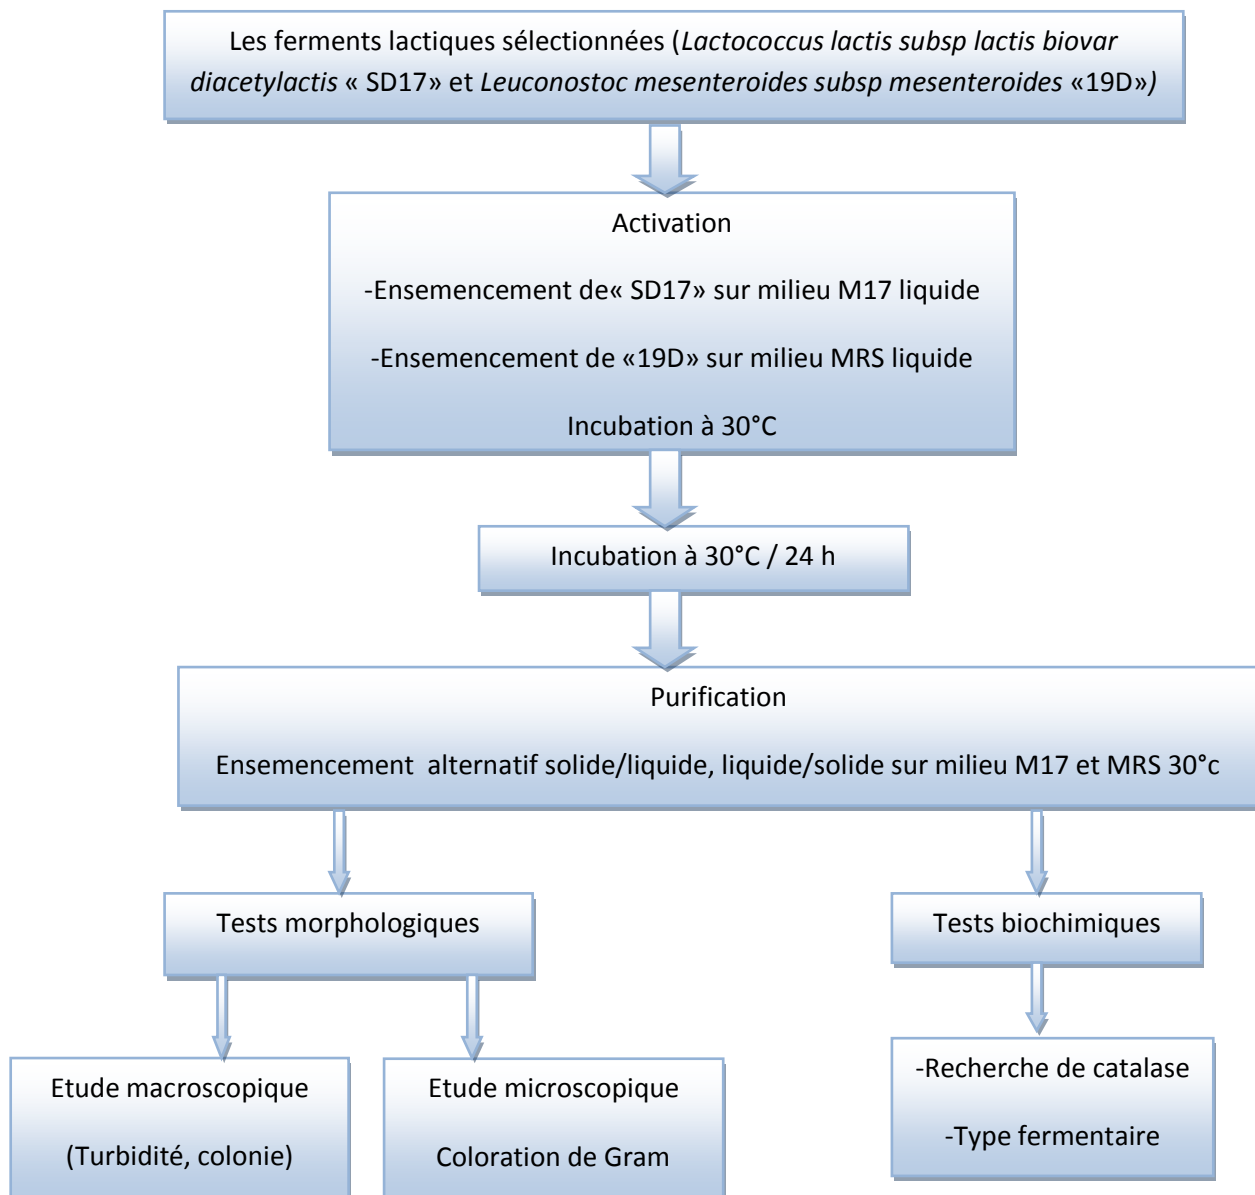 Les ferments lactiques sélectionnées (Lactococcus lactis subsp lactis biovar
diacetylactis « SD17» et Leuconostoc mesenteroides subsp mesenteroides «19D»)
Activation
-Ensemencement de« SD17» sur milieu M17 liquide
-Ensemencement de «19D» sur milieu MRS liquide
Incubation à 30°C
Incubation à 30°C / 24 h
Purification
Ensemencement alternatif solide/liquide, liquide/solide sur milieu M17 et MRS 30°c
Tests morphologiques
Tests biochimiques
Etude macroscopique
(Turbidité, colonie)
Etude microscopique
Coloration de Gram
-Recherche de catalase
-Type fermentaire